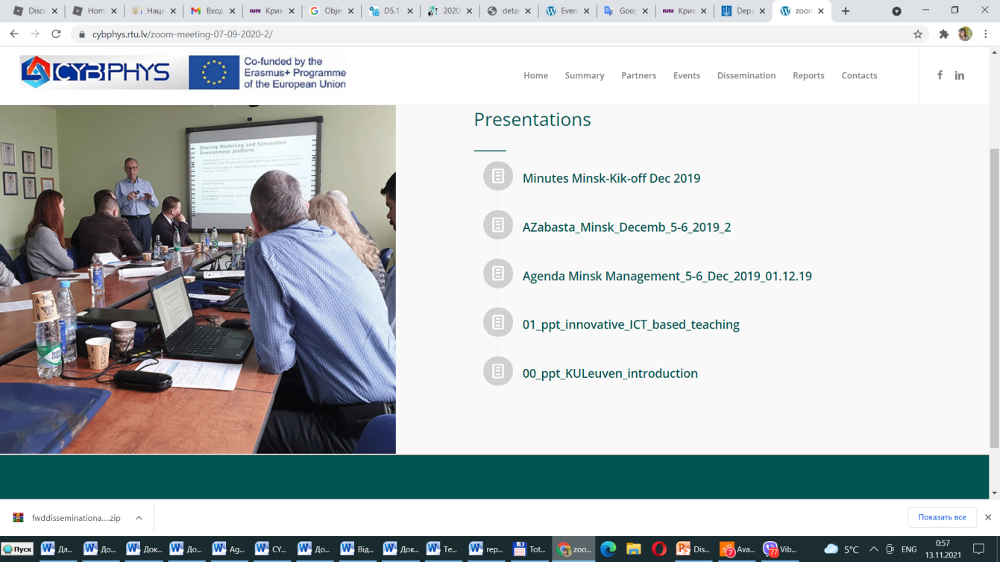 Disco
Hom
Наці
Вход
Крив
Obje
D5.1-
2020
detai
Even
Goog
Крив
Depa
zoon
cybphys.rtu.lv/zoom-meeting-07-09-2020-2/
CYBPHYS
Co-funded by the
Erasmus+ Programme
of the European Union
Home Summary Partners Events Dissemination Reports Contacts
Sharing Modelling and Simulation
Environment platform
Presentations
Minutes Minsk-Kik-off Dec 2019
AZabasta_Minsk_Decemb_5-6_2019_2
Agenda Minsk Management_5-6_Dec_2019_01.12.19
01_ppt_innovative_ICT_based_teaching
00_ppt_KULeuven_introduction
fwddisseminationa....zip
Показать все
Пуск
Дл...
До...
Док...
До...
Ag...
CY...
До...
Від...
Док...
Те...
rep...
Tot...
zoo...
Dis...
Ava...
Vib...
5°C
ENG
0:57
13.11.2021